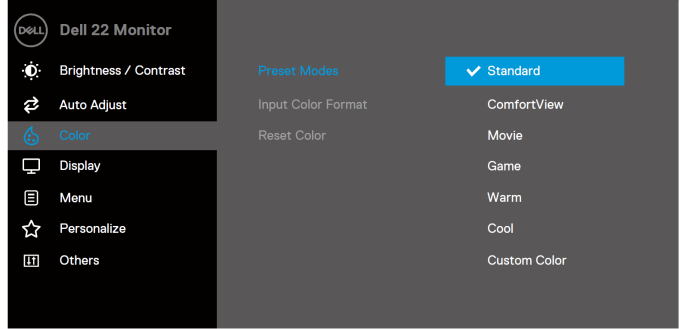 DELL Dell 22 Monitor
Brightness / Contrast Preset Modes Standard
Auto Adjust Input Color Format ComfortView
Color Reset Color Movie
Display Game
Menu Warm
Personalize Cool
Others Custom Color